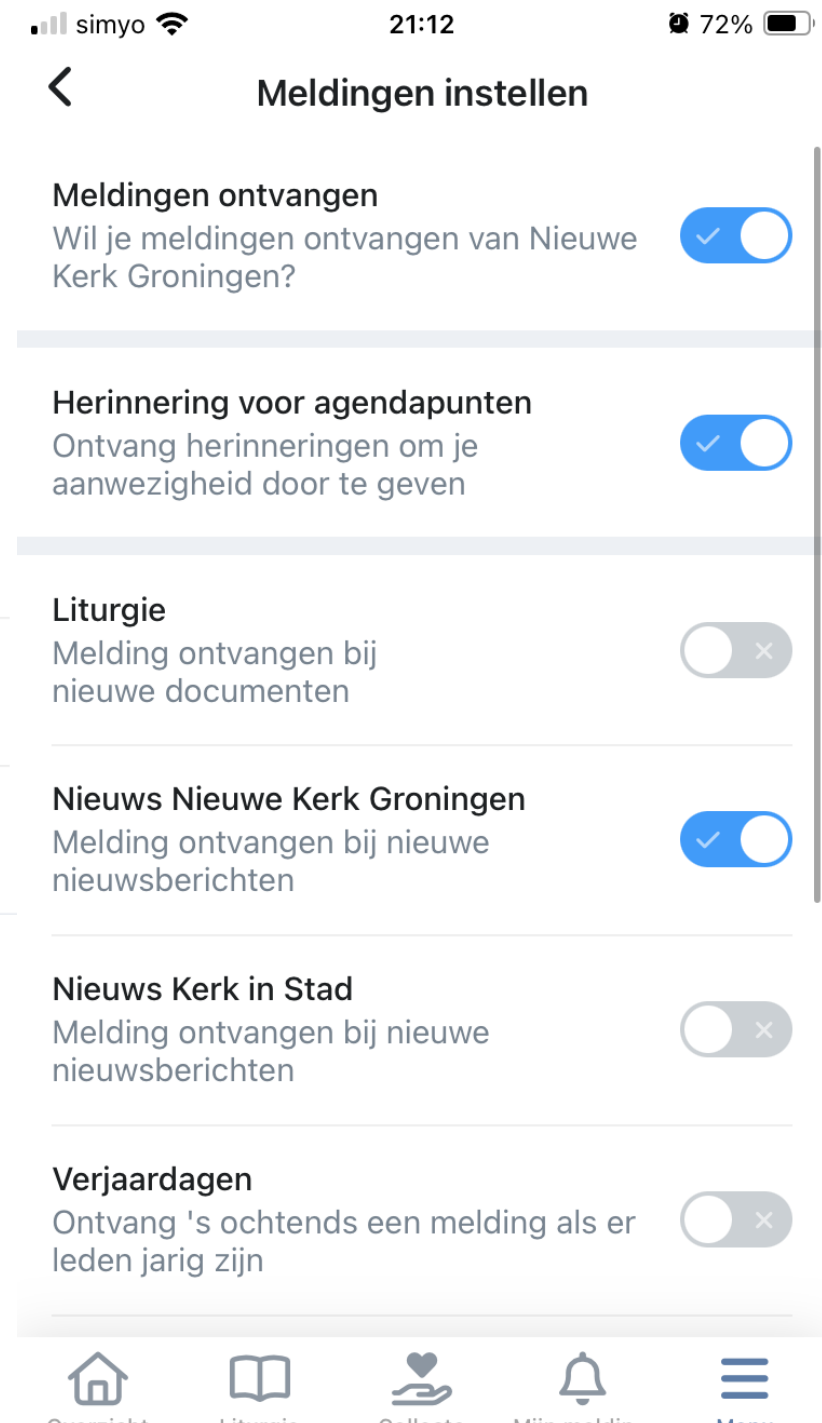 simyo 21:12 72%
Meldingen instellen
Meldingen ontvangen
Wil je meldingen ontvangen van Nieuwe
Kerk Groningen?
Herinnering voor agendapunten
Ontvang herinneringen om je
aanwezigheid door te geven
Liturgie
Melding ontvangen bij
nieuwe documenten
Nieuws Nieuwe Kerk Groningen
Melding ontvangen bij nieuwe
nieuwsberichten
Nieuws Kerk in Stad
Melding ontvangen bij nieuwe
nieuwsberichten
Verjaardagen
Ontvang 's ochtends een melding als er
leden jarig zijn